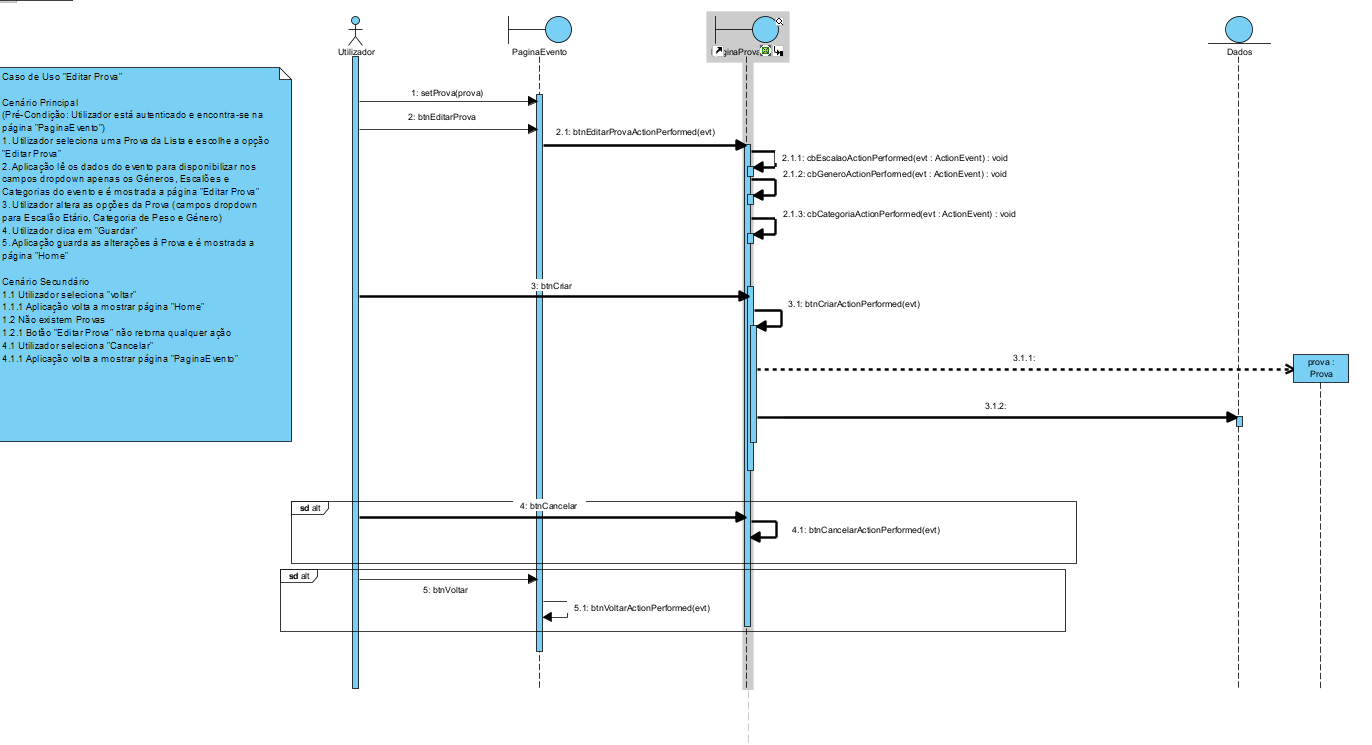 Utilizador
PaginaEvento
Dados
Caso de Uso "Editar Prova"
Cenário Principal
(Pré-Condição: Utilizador está autenticado e encontra-se na
página "PaginaEvento")
1. Utilizador seleciona uma Prova da Lista e escolhe a opção
"Editar Prova"
2. Aplicação lê os dados do evento para disponibilizar nos
campos dropdown apenas os Géneros, Escalões e
Categorias do evento e é mostrada a página "Editar Prova"
3. Utilizador altera as opções da Prova (campos dropdown
para Escalão Etário, Categoria de Peso e Género)
4. Utilizador clica em "Guardar"
5. Aplicação guarda as alterações à Prova e é mostrada a
página "Home"
Cenário Secundário
1.1 Utilizador seleciona "voltar"
1.1.1 Aplicação volta a mostrar página "Home"
1.2 Não existem Provas
1.2.1 Botão "Editar Prova" não retorna qualquer ação
4.1 Utilizador seleciona "Cancelar"
4.1.1 Aplicação volta a mostrar página "PaginaEvento"
1: setProva(prova)
2: btnEditarProva
2.1: btnEditarProvaActionPerformed(evt)
2.1.1: cbEscalaoActionPerformed(evt : ActionEvent) : void
2.1.2: cbGeneroActionPerformed(evt : ActionEvent) : void
2.1.3: cbCategoriaActionPerformed(evt : ActionEvent) : void
3: btnCriar
3.1: btnCriarActionPerformed(evt)
3.1.1:
prova :
Prova
3.1.2:
sd alt
4: btnCancelar
4.1: btnCancelarActionPerformed(evt)
sd alt
5: btnVoltar
5.1: btnVoltarActionPerformed(evt)